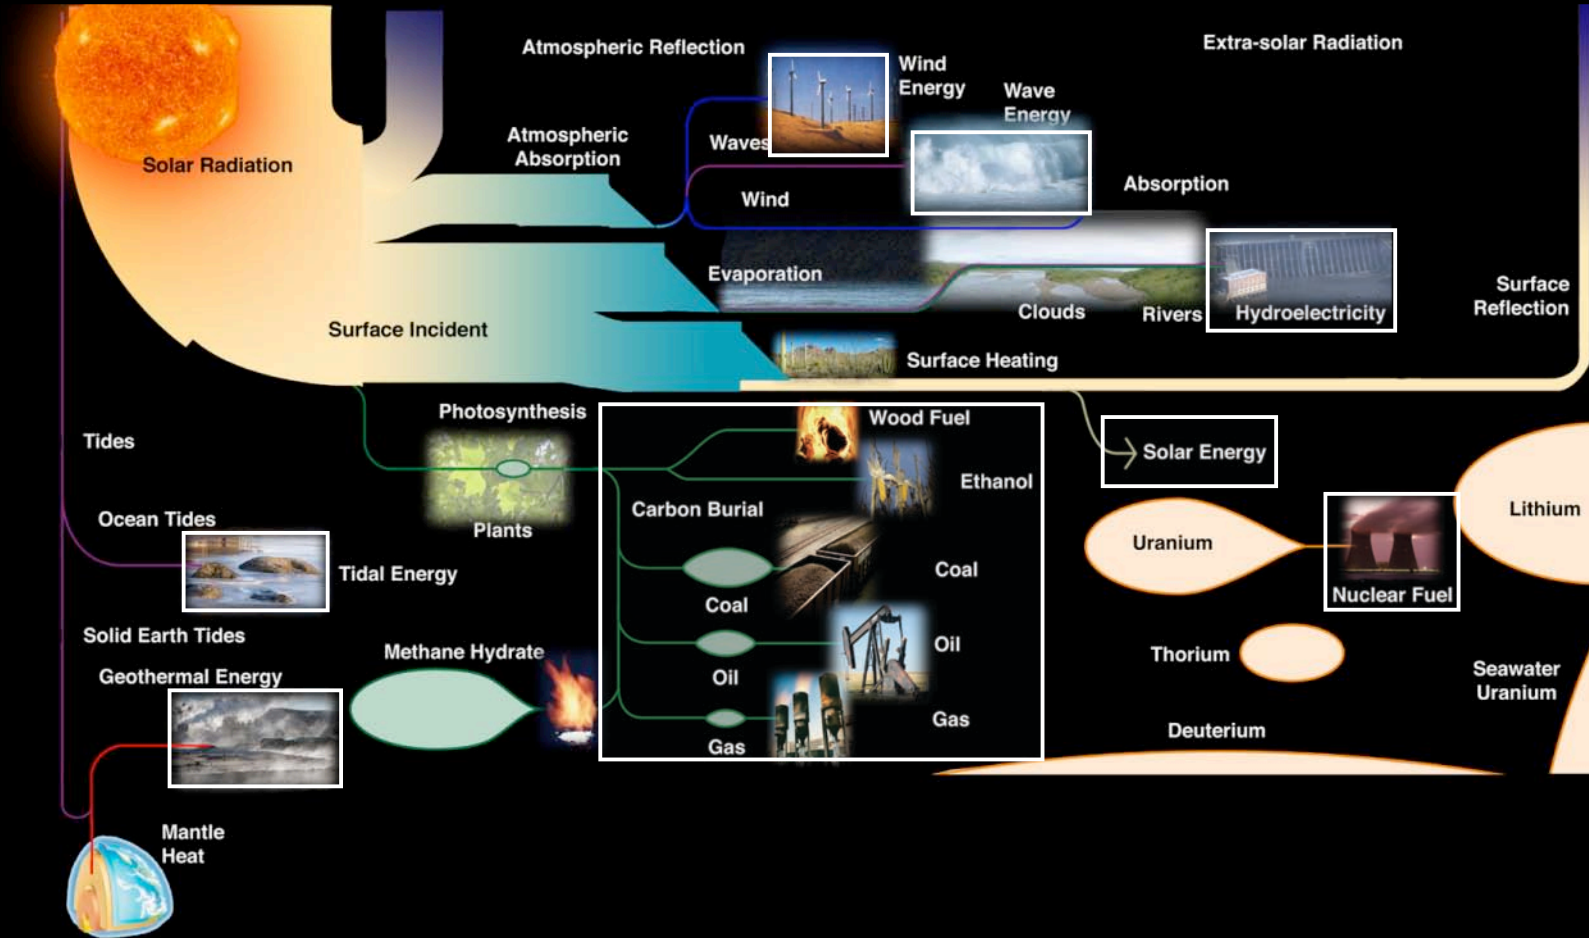 Atmospheric Reflection
Extra-solar Radiation
Wind
Energy
Wave
Energy
Atmospheric
Absorption
Waves
Solar Radiation
Absorption
Wind
Evaporation
Surface
Reflection
Clouds
Rivers
Hydroelectricity
Surface Incident
Surface Heating
Photosynthesis
Wood Fuel
Tides
Solar Energy
Ethanol
Carbon Burial
Lithium
Ocean Tides
Plants
Uranium
Tidal Energy
Coal
Nuclear Fuel
Coal
Solid Earth Tides
Methane Hydrate
Oil
Thorium
Geothermal Energy
Oil
Seawater
Uranium
Gas
Deuterium
Gas
Mantle
Heat